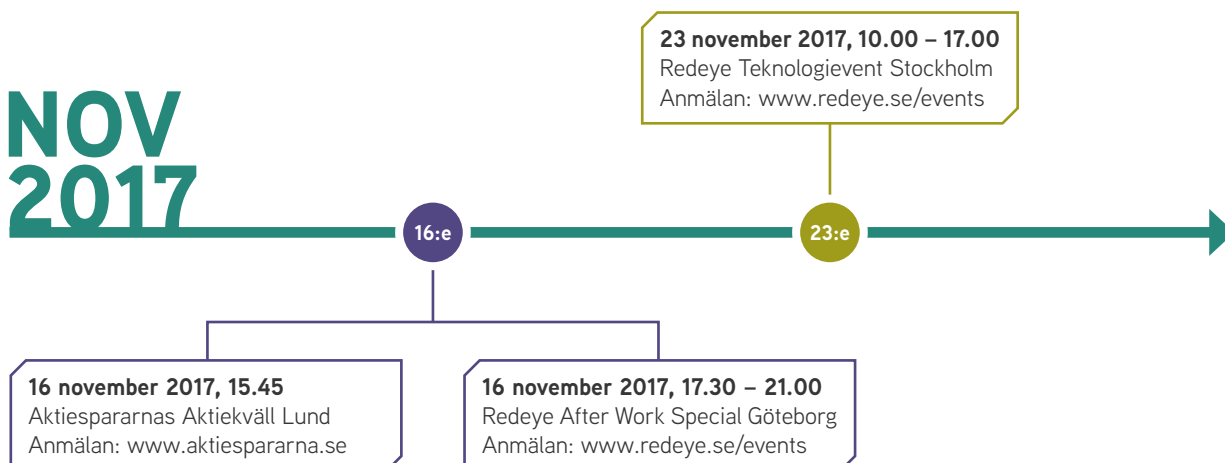 NOV
2017
23 november 2017, 10.00 – 17.00
Redeye Teknologievent Stockholm
Anmälan: www.redeye.se/events
16:e
23:e
16 november 2017, 15.45
Aktiespararnas Aktiekväll Lund
Anmälan: www.aktiespararna.se
16 november 2017, 17.30 – 21.00
Redeye After Work Special Göteborg
Anmälan: www.redeye.se/events